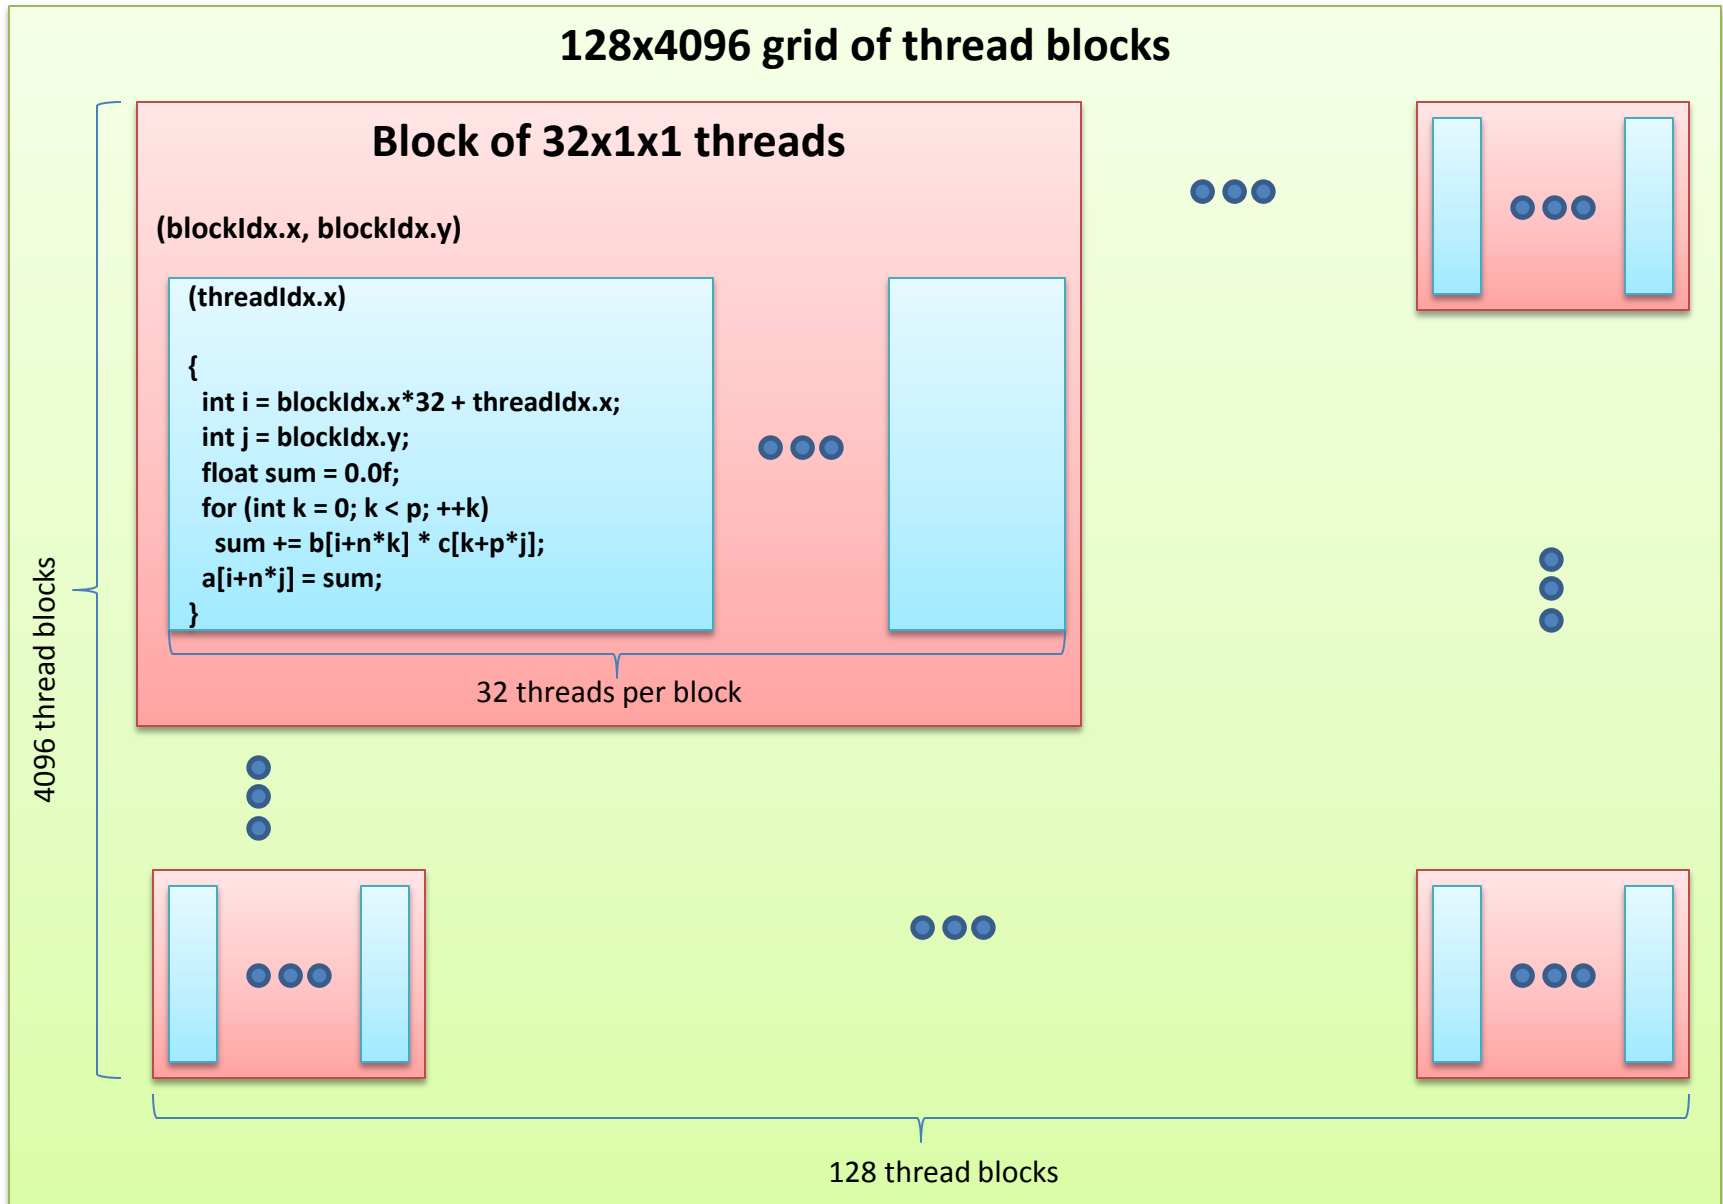 128x4096 grid of thread blocks
Block of 32x1x1 threads
(blockIdx.x, blockIdx.y)
(threadIdx.x)
{
int i = blockIdx.x*32 + threadIdx.x;
int j = blockIdx.y;
float sum = 0.0f;
for (int k = 0; k < p; ++k)
sum += b[i+n*k] * c[k+p*j];
a[i+n*j] = sum;
}
32 threads per block
4096 thread blocks
128 thread blocks